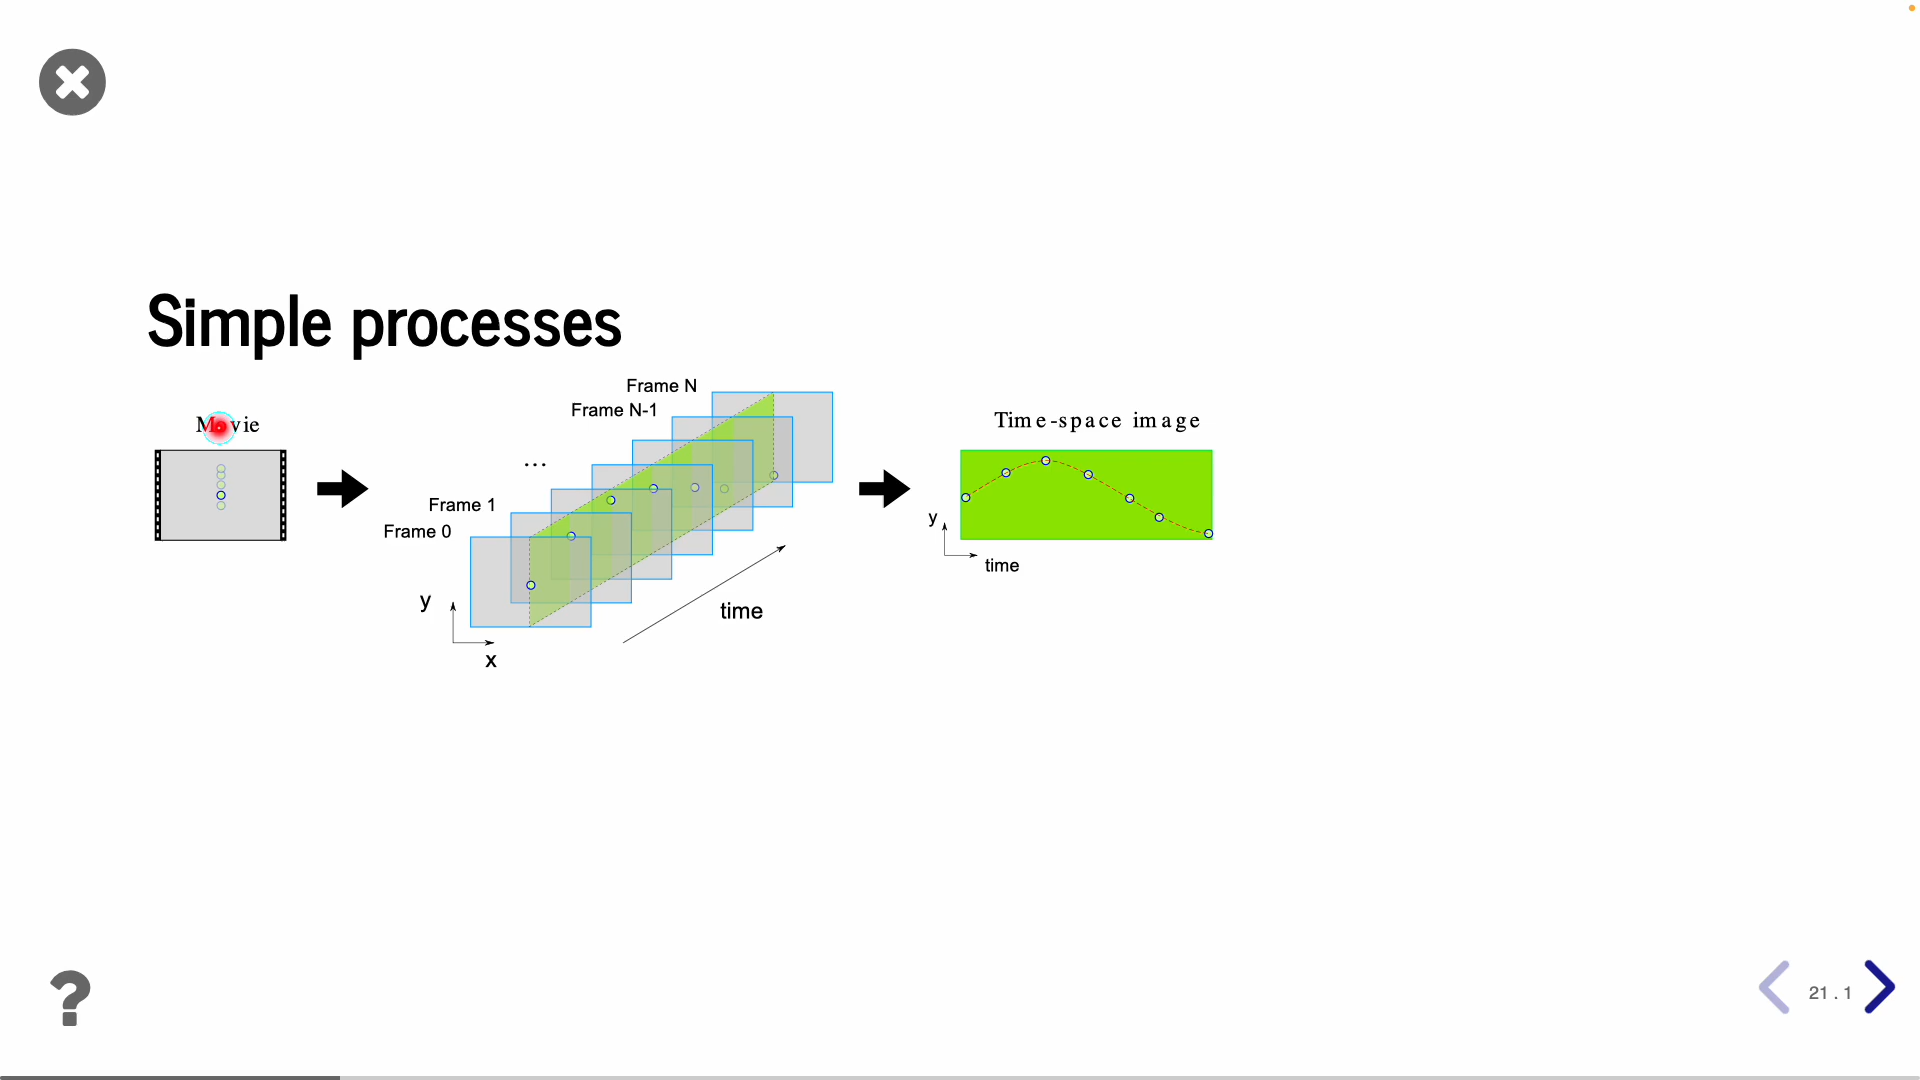 Simple processes
Movie
Frame N
Frame N-1
...
Frame 1
Frame 0
y
x
time
Time-space image
y
time
21 . 1
?